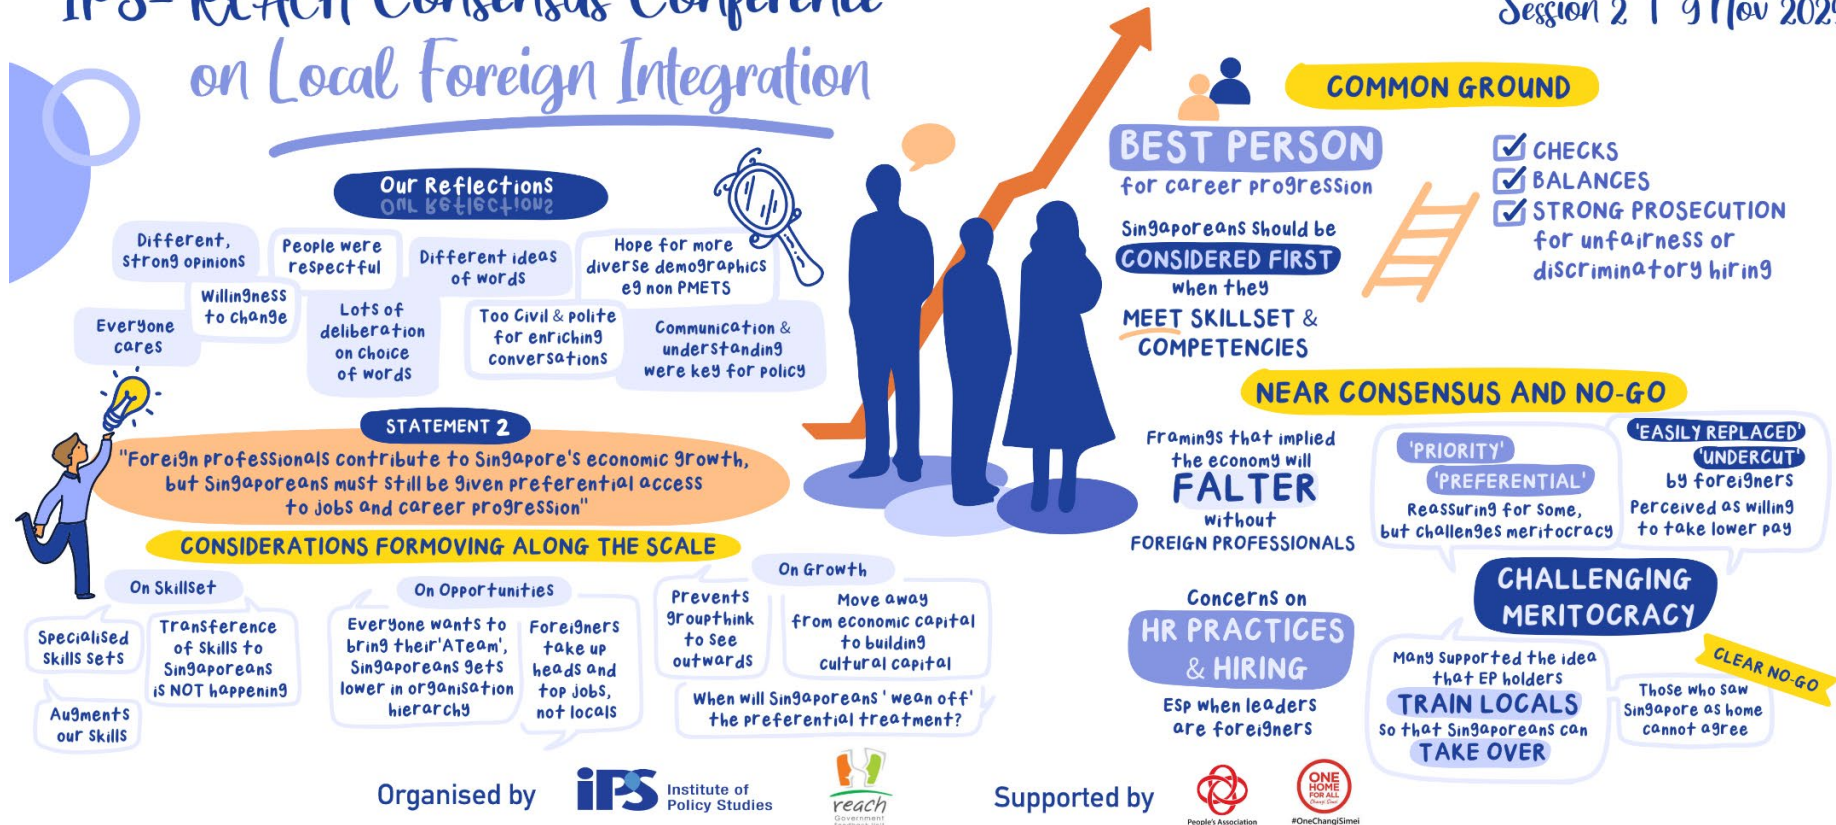 IPS- REACH Consensus Conference
on Local Foreign Integration
Session 2 | 9 Nov
Our Reflections
Different,
strong opinions
People were
respectful
Different ideas
of words
Hope for more
diverse demographics
eg non PMETS
Willingness
to change
Everyone
cares
Lots of
deliberation
on choice
of words
Too Civil & polite
for enriching
conversations
Communication &
understanding
were key for policy
STATEMENT 2
"Foreign professionals contribute to Singapore's economic growth,
but Singaporeans must still be given preferential access
to jobs and career progression"
CONSIDERATIONS FORMOVING ALONG THE SCALE
On Skillset
Specialised
Skills sets
Transference
of skills to
Singaporeans
is NOT happening
Augments
our skills
On Opportunities
Everyone wants to
bring their'ATeam',
Singaporeans gets
lower in organisation
hierarchy
Foreigners
take up
heads and
top jobs,
not locals
On Growth
Prevents
groupthink
to see
outwards
Move away
from economic capital
to building
cultural capital
When will Singaporeans 'wean off'
the preferential treatment?
COMMON GROUND
BEST PERSON
for career progression
Singaporeans should be
CONSIDERED FIRST
when they
MEET SKILLSET &
COMPETENCIES
CHECKS
BALANCES
STRONG PROSECUTION
for unfairness or
discriminatory hiring
NEAR CONSENSUS AND NO-GO
Framings that implied
the economy will
FALTER
without
FOREIGN PROFESSIONALS
'PRIORITY'
'PREFERENTIAL'
Reassuring for some,
but challenges meritocracy
'EASILY REPLACED'
'UNDERCUT'
by foreigners
Perceived as willing
to take lower pay
CHALLENGING
MERITOCRACY
Concerns on
HR PRACTICES
& HIRING
Esp when leaders
are foreigners
Many supported the idea
that EP holders
TRAIN LOCALS
so that Singaporeans can
TAKE OVER
CLEAR NO-GO
Those who saw
Singapore as home
cannot agree
Organised by
iPS
Institute of
Policy Studies
reach
Supported by
People's Association
ONE
HOME
FOR ALL
#OneChangiSimei